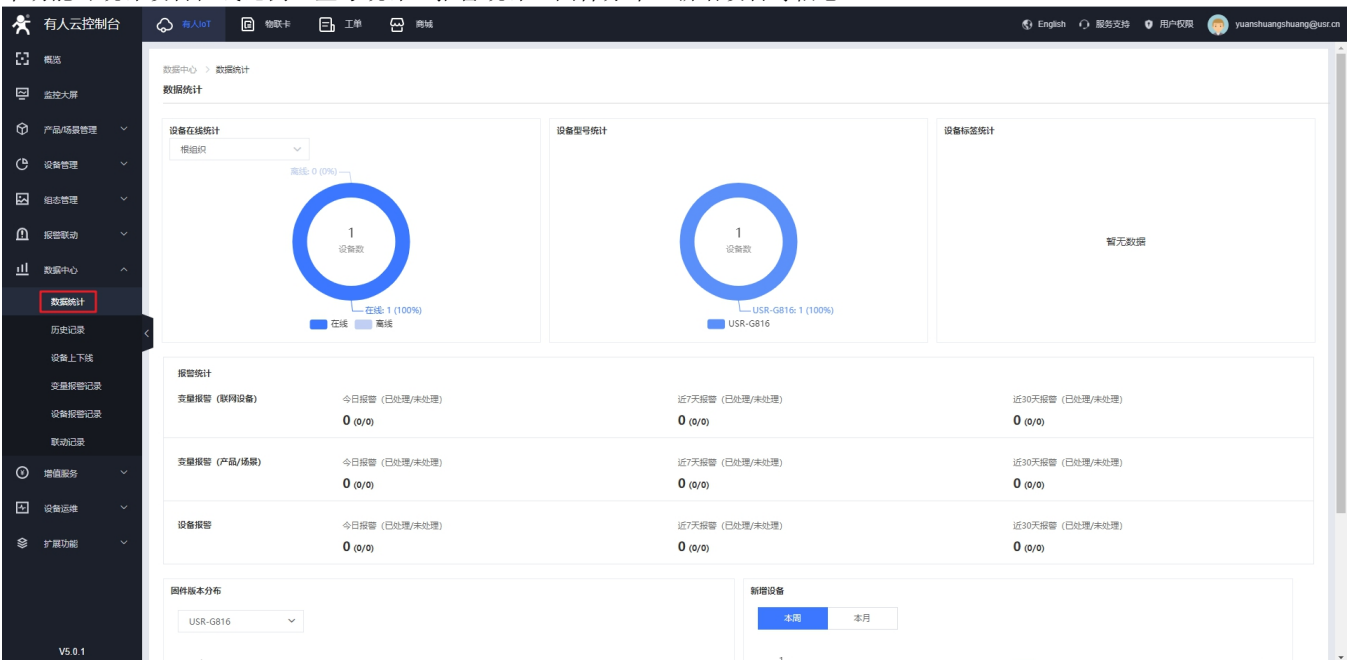 有人云控制台
有人IoT 物联卡 工单 商城
English 服务支持 用户权限 yuanshuangshuang@usr.cn
概览
监控大屏
产品/场景管理
设备管理
组态管理
报警联动
数据中心
数据统计
历史记录
设备上下线
变量报警记录
设备报警记录
联动记录
增值服务
设备运维
扩展功能
V5.0.1
数据中心 > 数据统计
数据统计
设备在线统计
根组织
离线: 0 (0%)
1
设备数
在线: 1 (100%)
在线 离线
设备型号统计
1
设备数
USR-G816: 1 (100%)
USR-G816
设备标签统计
暂无数据
报警统计
变量报警 (联网设备) 今日报警 (已处理/未处理) 近7天报警 (已处理/未处理) 近30天报警 (已处理/未处理)
0 (0/0) 0 (0/0) 0 (0/0)
变量报警 (产品/场景) 今日报警 (已处理/未处理) 近7天报警 (已处理/未处理) 近30天报警 (已处理/未处理)
0 (0/0) 0 (0/0) 0 (0/0)
设备报警 今日报警 (已处理/未处理) 近7天报警 (已处理/未处理) 近30天报警 (已处理/未处理)
0 (0/0) 0 (0/0) 0 (0/0)
固件版本分布
USR-G816
新增设备
本周 本月